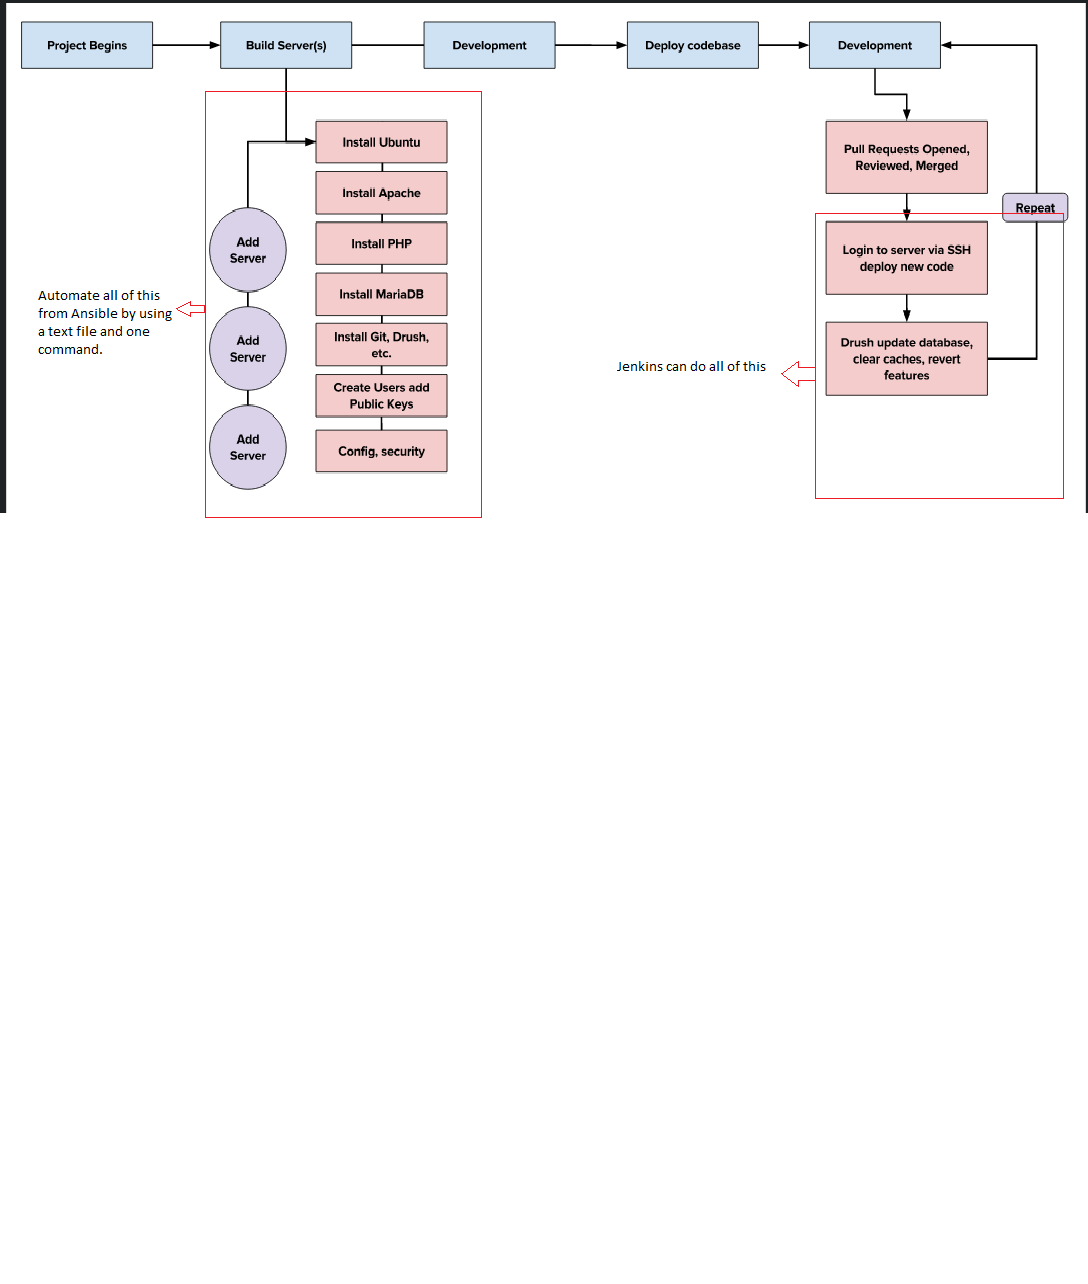 Project Begins
Build Server(s)
Development
Deploy codebase
Development
Install Ubuntu
Install Apache
Install PHP
Install MariaDB
Install Git, Drush,
etc.
Create Users add
Public Keys
Config, security
Add
Server
Add
Server
Add
Server
Automate all of this
from Ansible by using
a text file and one
command.
Pull Requests Opened,
Reviewed, Merged
Repeat
Login to server via SSH
deploy new code
Drush update database,
clear caches, revert
features
Jenkins can do all of this